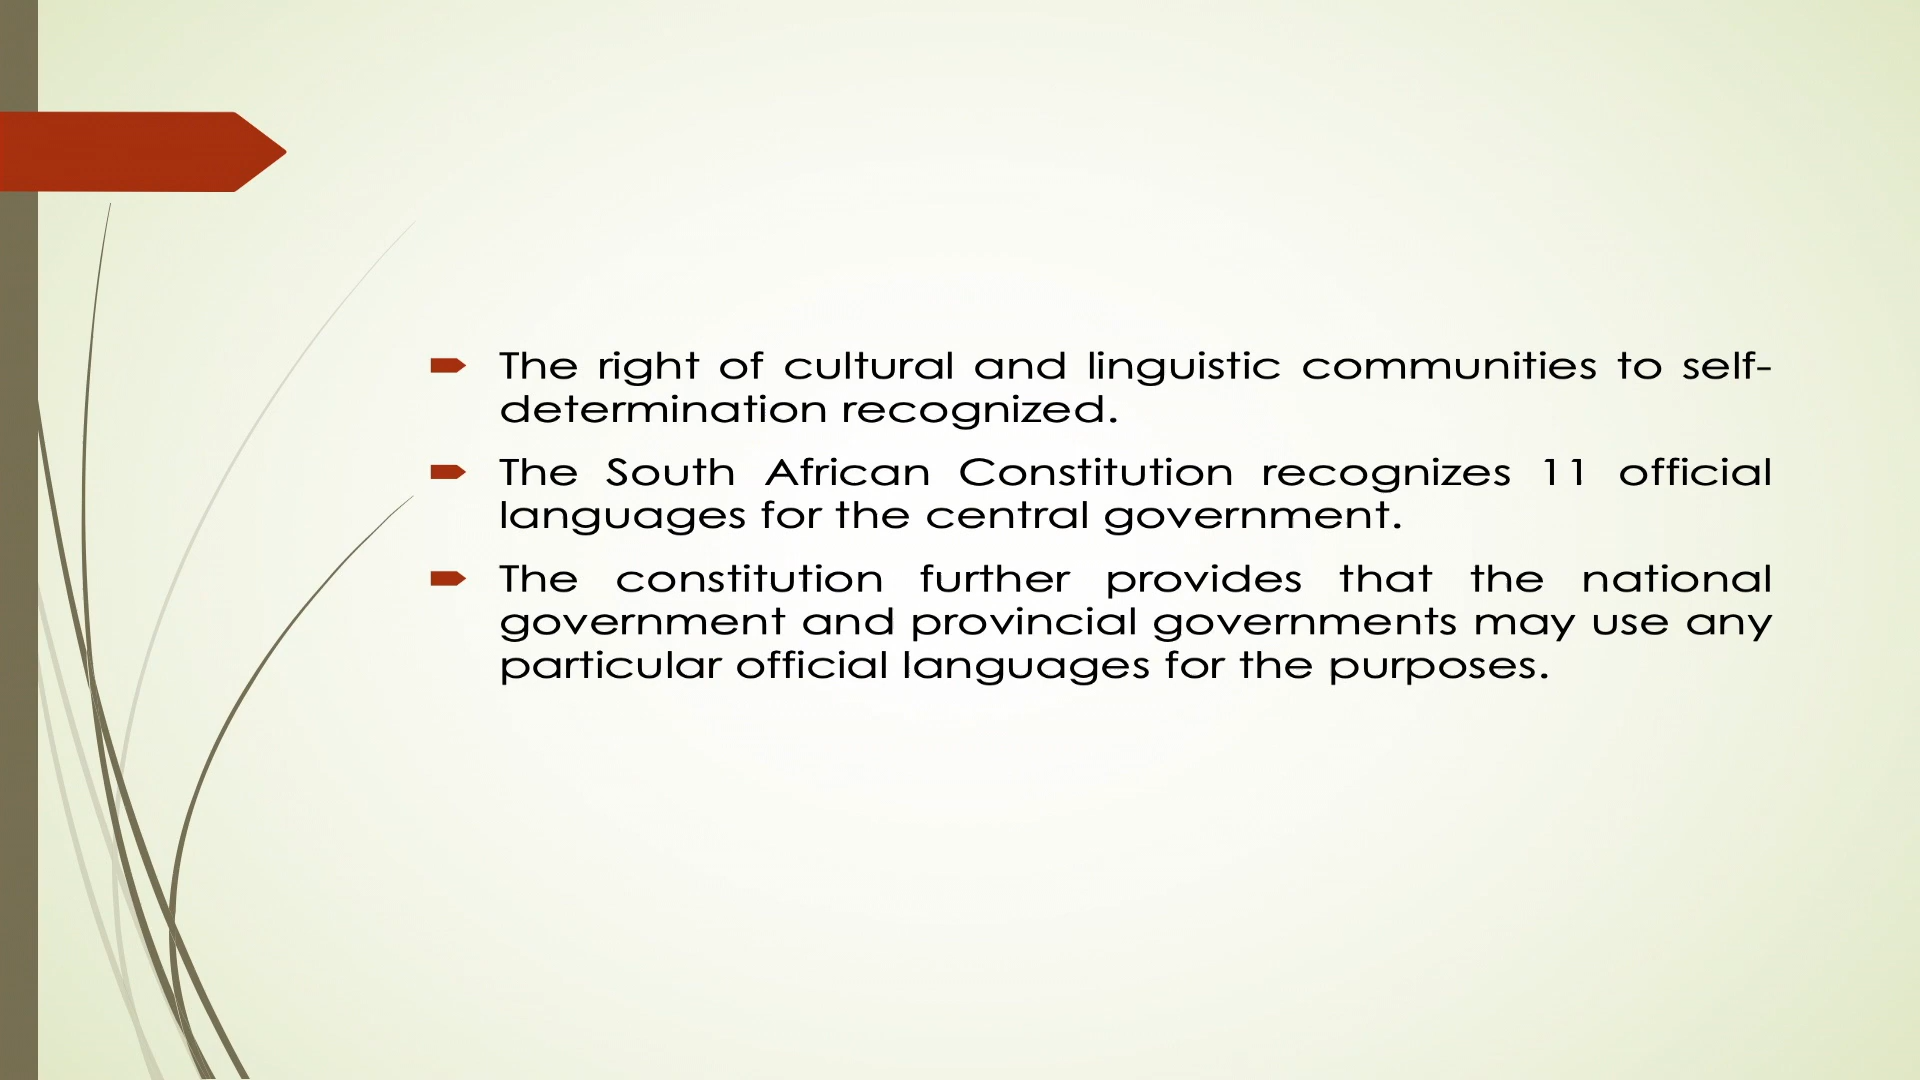 The right of cultural and linguistic communities to self-
determination recognized.
The South African Constitution recognizes 11 official
languages for the central government.
The constitution further provides that the national
government and provincial governments may use any
particular official languages for the purposes.